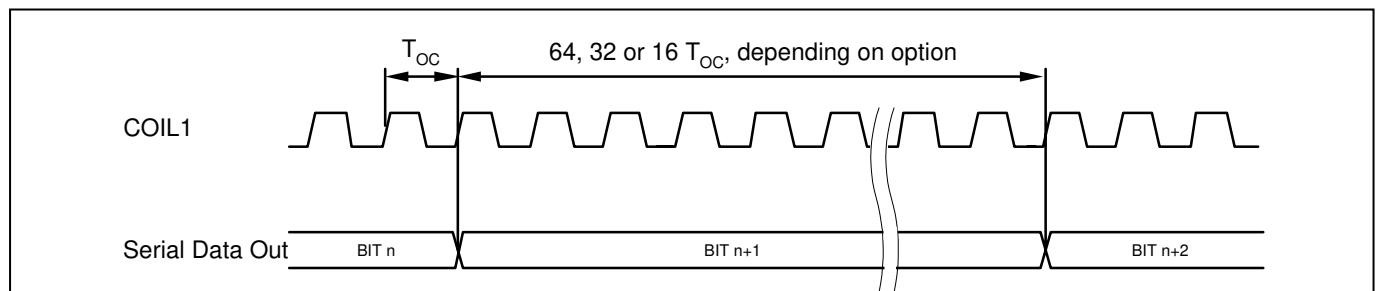 T_OC 64, 32 or 16 T_OC, depending on option
COIL1
Serial Data Out BIT n BIT n+1 BIT n+2